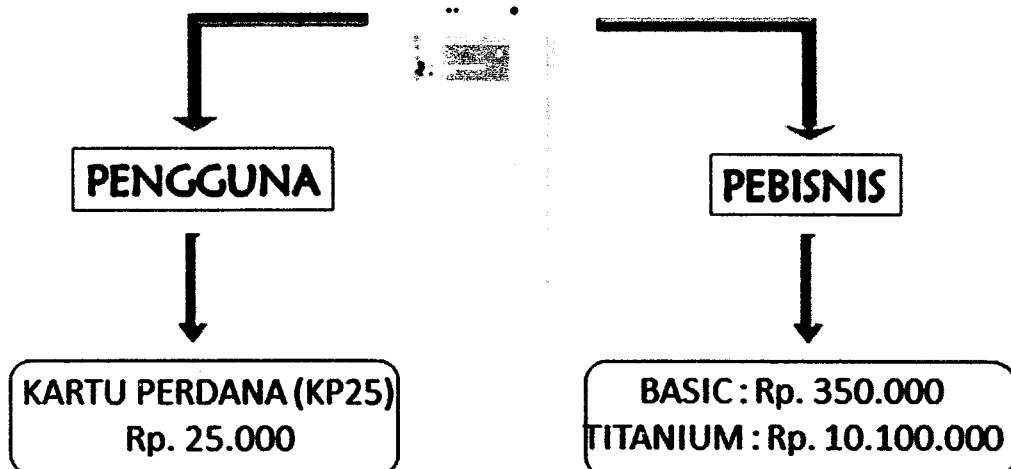 PENGGUNA
PEBISNIS
KARTU PERDANA (KP25)
Rp. 25.000
BASIC : Rp. 350.000
TITANIUM : Rp. 10.100.000